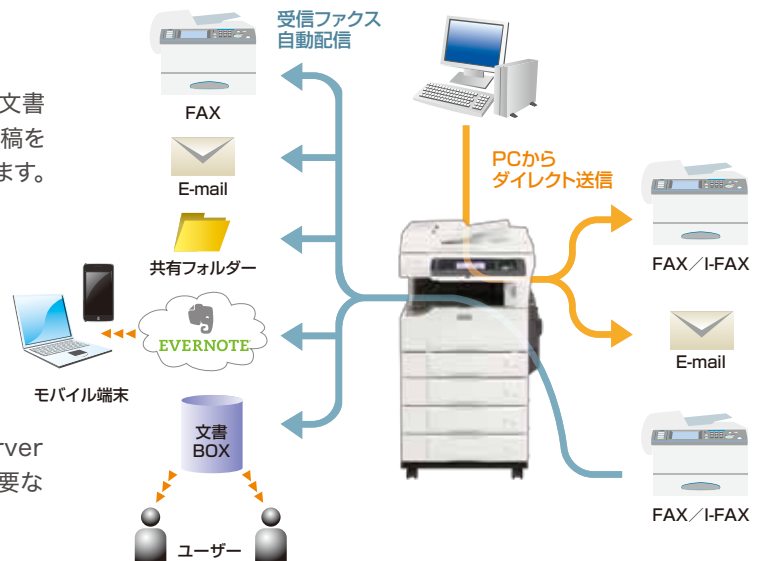 受信ファクス
自動配信
文書
稿を
ます。
FAX
E-mail
共有フォルダー
EVERNOTE
モバイル端末
文書
BOX
rver
要な
ユーザー
PCから
ダイレクト送信
FAX／I-FAX
E-mail
FAX／I-FAX